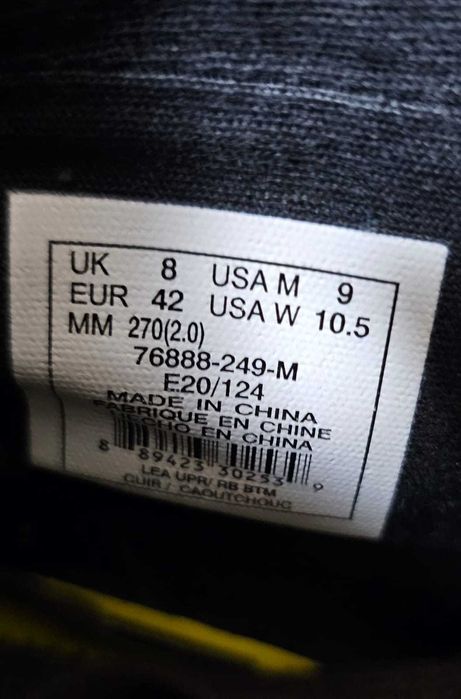 UK 8 USA M 9
EUR 42 USA W 10.5
MM 270(2.0)
76888-249-M
E20/124
MADE IN CHINA
FABRIQUE EN CHINE
HECHO EN CHINA
8 89423 30253 9
LEA UPR/ RB BTM
CUIR / CAOUTCHOUC